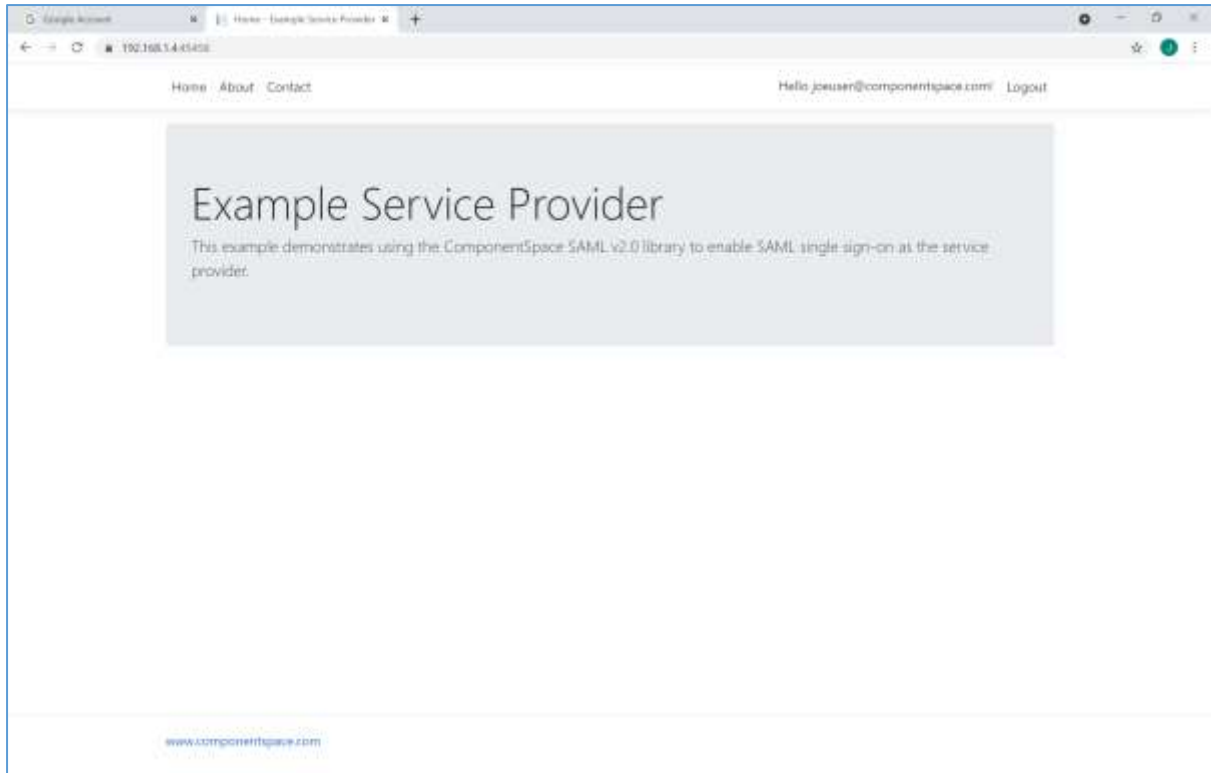 Google Account
Home - Example Service Provider
192.168.1.4:45458
Home About Contact
Hello joeuser@componentspace.com! Logout
Example Service Provider
This example demonstrates using the ComponentSpace SAML v2.0 library to enable SAML single sign-on as the service
provider.
www.componentspace.com